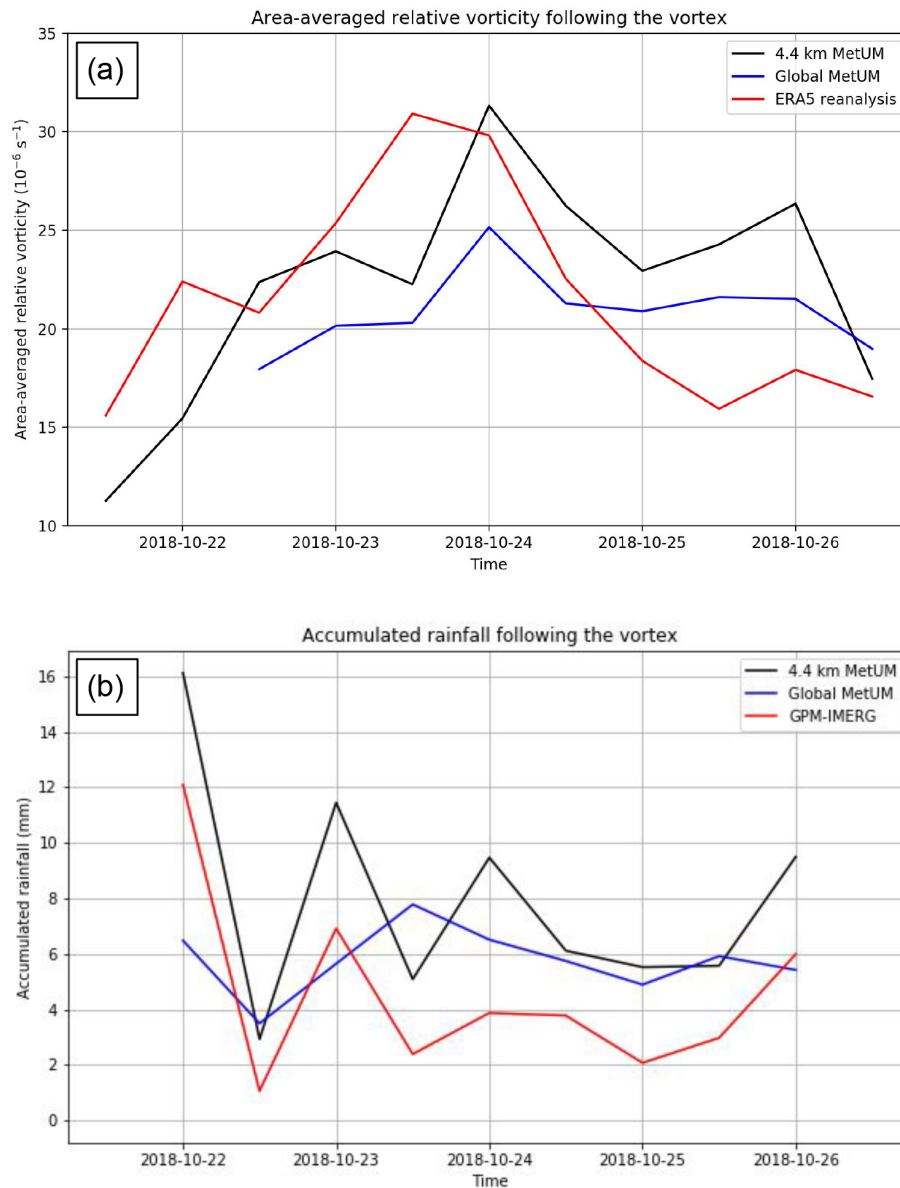 Area-averaged relative vorticity following the vortex
(a)
4.4 km MetUM
Global MetUM
ERA5 reanalysis
Area-averaged relative vorticity (10⁻⁶ s⁻¹)
35
30
25
20
15
10
2018-10-22
2018-10-23
2018-10-24
2018-10-25
2018-10-26
Time
Accumulated rainfall following the vortex
(b)
4.4 km MetUM
Global MetUM
GPM-IMERG
Accumulated rainfall (mm)
16
14
12
10
8
6
4
2
0
2018-10-22
2018-10-23
2018-10-24
2018-10-25
2018-10-26
Time